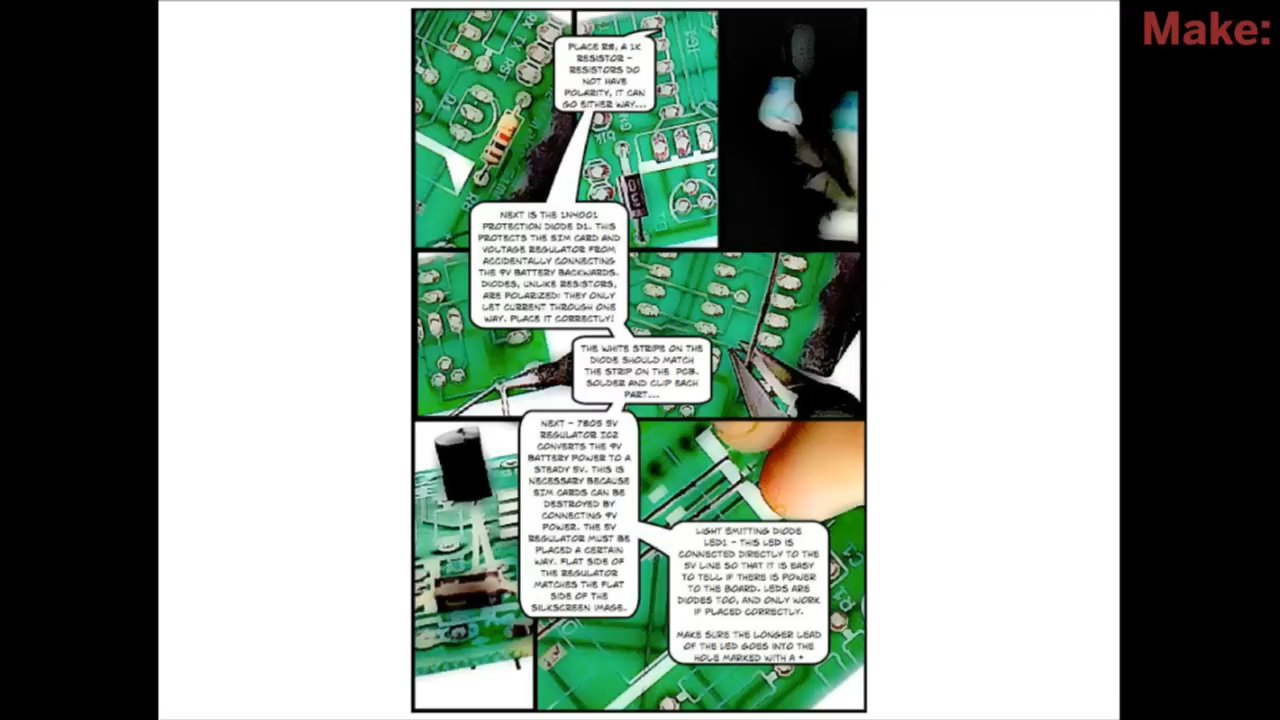 Make:
PLACE R8, A 1K
RESISTOR -
RESISTORS DO
NOT HAVE
POLARITY, IT CAN
GO EITHER WAY...
NEXT IS THE 1N4001
PROTECTION DIODE D1. THIS
PROTECTS THE SIM CARD AND
VOLTAGE REGULATOR FROM
ACCIDENTALLY CONNECTING
THE 9V BATTERY BACKWARDS.
DIODES, UNLIKE RESISTORS,
ARE POLARIZED: THEY ONLY
LET CURRENT THROUGH ONE
WAY. PLACE IT CORRECTLY!
THE WHITE STRIPE ON THE
DIODE SHOULD MATCH
THE STRIP ON THE PCB.
SOLDER AND CLIP EACH
PART...
NEXT - 7805 5V
REGULATOR IC2
CONVERTS THE 9V
BATTERY POWER TO A
STEADY 5V. THIS IS
NECESSARY BECAUSE
SIM CARDS CAN BE
DESTROYED BY
CONNECTING 9V
POWER. THE 5V
REGULATOR MUST BE
PLACED A CERTAIN
WAY. FLAT SIDE OF
THE REGULATOR
MATCHES THE FLAT
SIDE OF THE
SILKSCREEN IMAGE.
LIGHT EMITTING DIODE
LED1 - THIS LED IS
CONNECTED DIRECTLY TO THE
5V LINE SO THAT IT IS EASY
TO TELL IF THERE IS POWER
TO THE BOARD. LEDS ARE
DIODES TOO, AND ONLY WORK
IF PLACED CORRECTLY.
MAKE SURE THE LONGER LEAD
OF THE LED GOES INTO THE
HOLE MARKED WITH A +